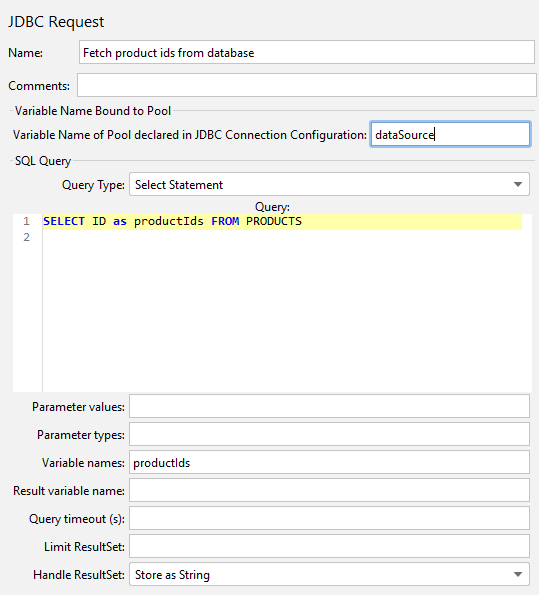 JDBC Request
Name: Fetch product ids from database
Comments:
Variable Name Bound to Pool
Variable Name of Pool declared in JDBC Connection Configuration: dataSource
SQL Query
Query Type: Select Statement
Query:
1 SELECT ID as productIds FROM PRODUCTS
2
Parameter values:
Parameter types:
Variable names: productIds
Result variable name:
Query timeout (s):
Limit ResultSet:
Handle ResultSet: Store as String